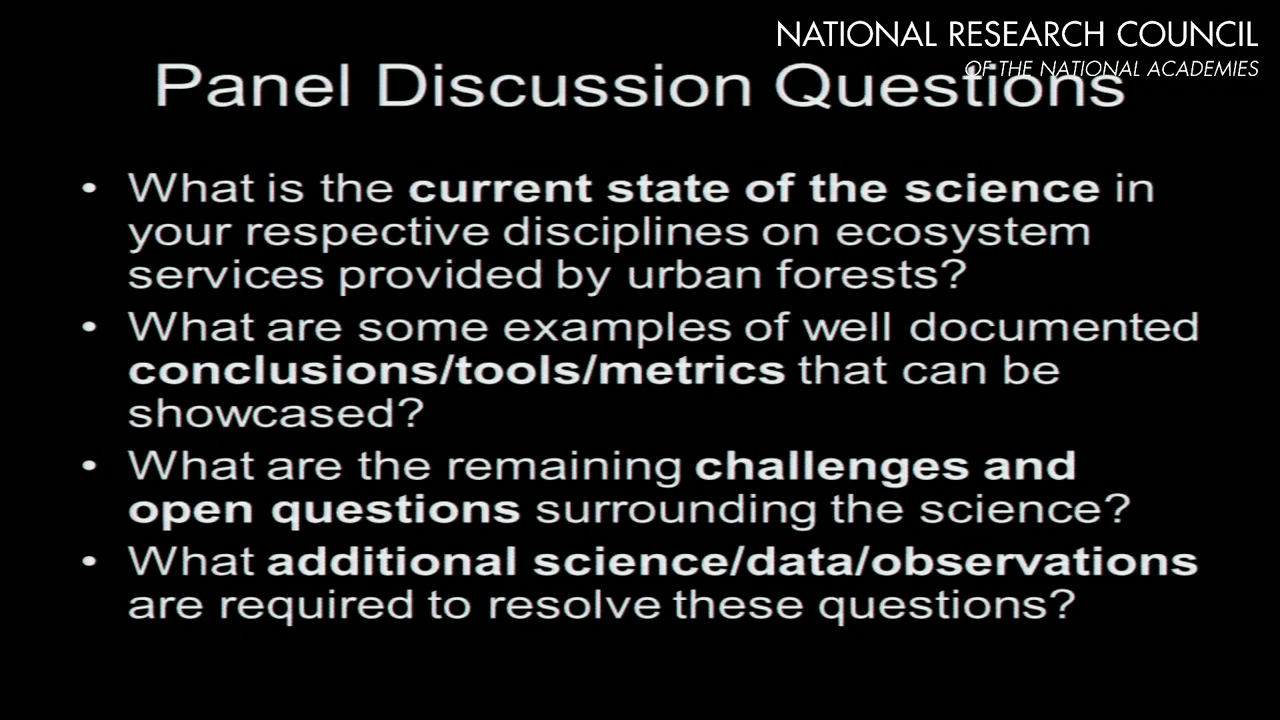 NATIONAL RESEARCH COUNCIL
OF THE NATIONAL ACADEMIES
Panel Discussion Questions
• What is the current state of the science in
your respective disciplines on ecosystem
services provided by urban forests?
• What are some examples of well documented
conclusions/tools/metrics that can be
showcased?
• What are the remaining challenges and
open questions surrounding the science?
• What additional science/data/observations
are required to resolve these questions?